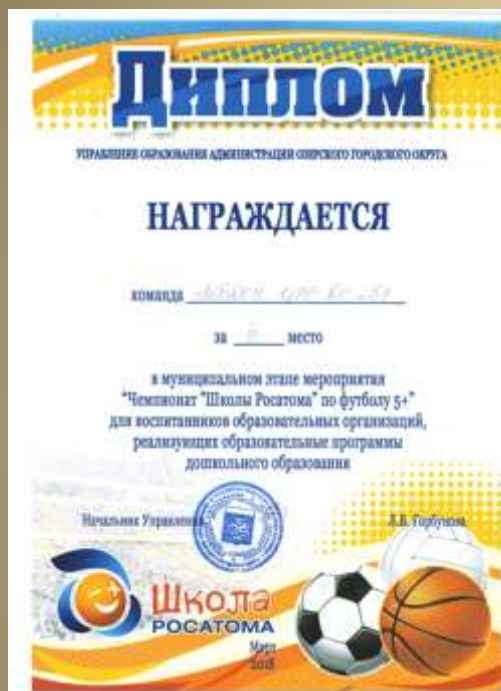 Диплом
УПРАВЛЕНИЕ ОБРАЗОВАНИЯ АДМИНИСТРАЦИИ ОЗЕРСКОГО ГОРОДСКОГО ОКРУГА
НАГРАЖДАЕТСЯ
команда
за II место
в муниципальном этапе мероприятия
"Чемпионат "Школы Росатома" по футболу 5+"
для воспитанников образовательных организаций,
реализующих образовательные программы
дошкольного образования
Начальник Управления Л.В. Горбунова
Школа
РОСАТОМА
Март
2018